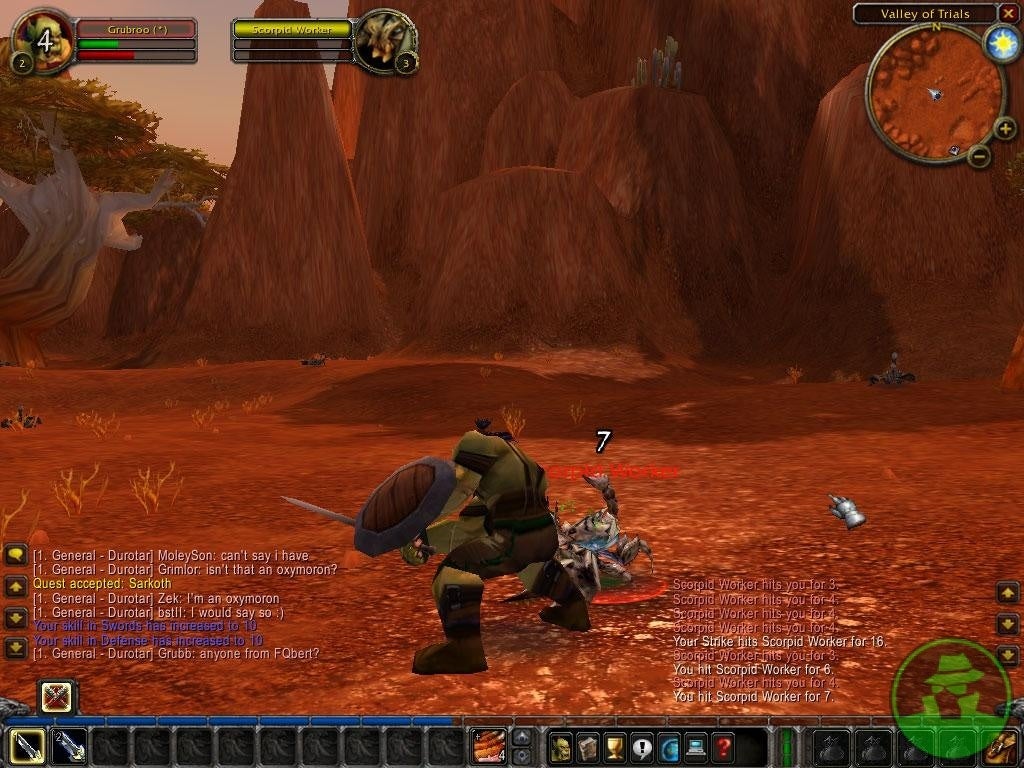 Grubroo (*)
4
2
Scorpid Worker
3
Valley of Trials
N
7
Scorpid Worker
[1. General - Durotar] MoleySon: can't say i have
[1. General - Durotar] Grimlor: isn't that an oxymoron?
Quest accepted: Sarkoth
[1. General - Durotar] Zek: I'm an oxymoron
[1. General - Durotar] bstll: I would say so :)
Your skill in Swords has increased to 10
Your skill in Defense has increased to 10
[1. General - Durotar] Grubb: anyone from FQbert?
Scorpid Worker hits you for 3.
Scorpid Worker hits you for 4.
Scorpid Worker hits you for 4.
Scorpid Worker hits you for 4.
Your Strike hits Scorpid Worker for 16.
Scorpid Worker hits you for 3.
You hit Scorpid Worker for 6.
Scorpid Worker hits you for 4.
You hit Scorpid Worker for 7.
2
4